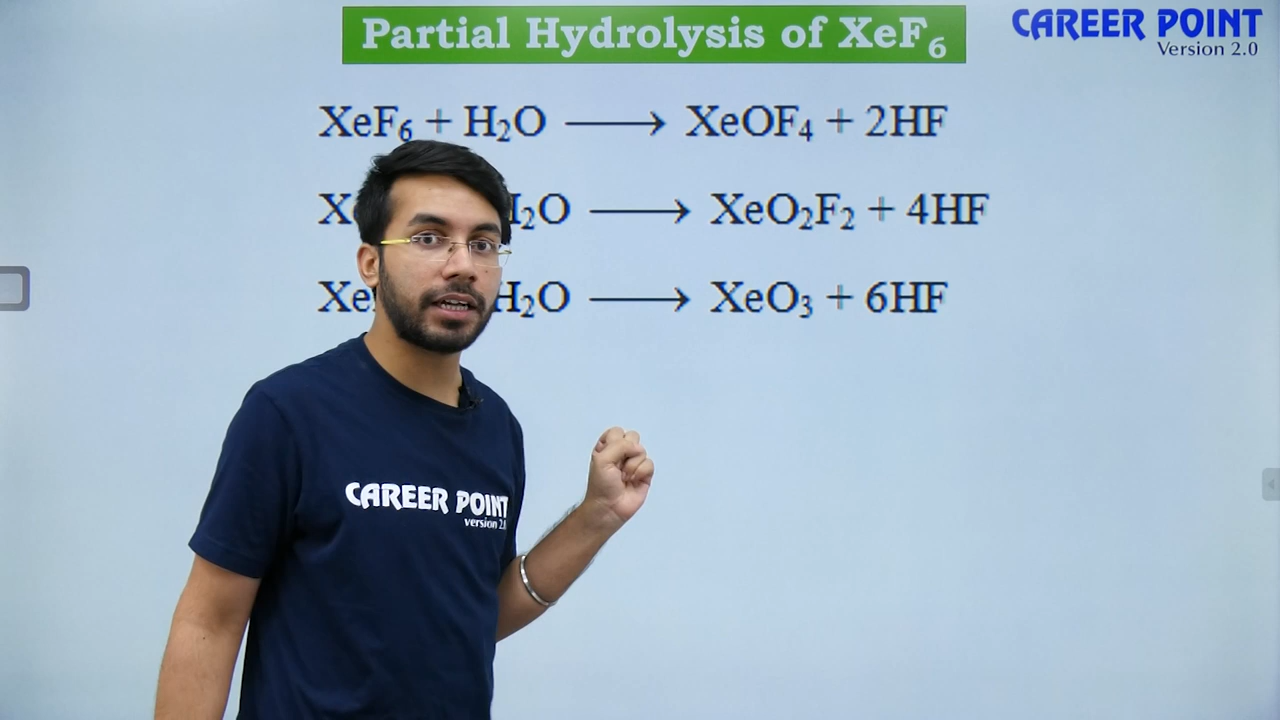 Partial Hydrolysis of XeF₆
CAREER POINT
Version 2.0
XeF₆ + H₂O ⟶ XeOF₄ + 2HF
H₂O ⟶ XeO₂F₂ + 4HF
Xe H₂O ⟶ XeO₃ + 6HF
CAREER POINT
version 2.0